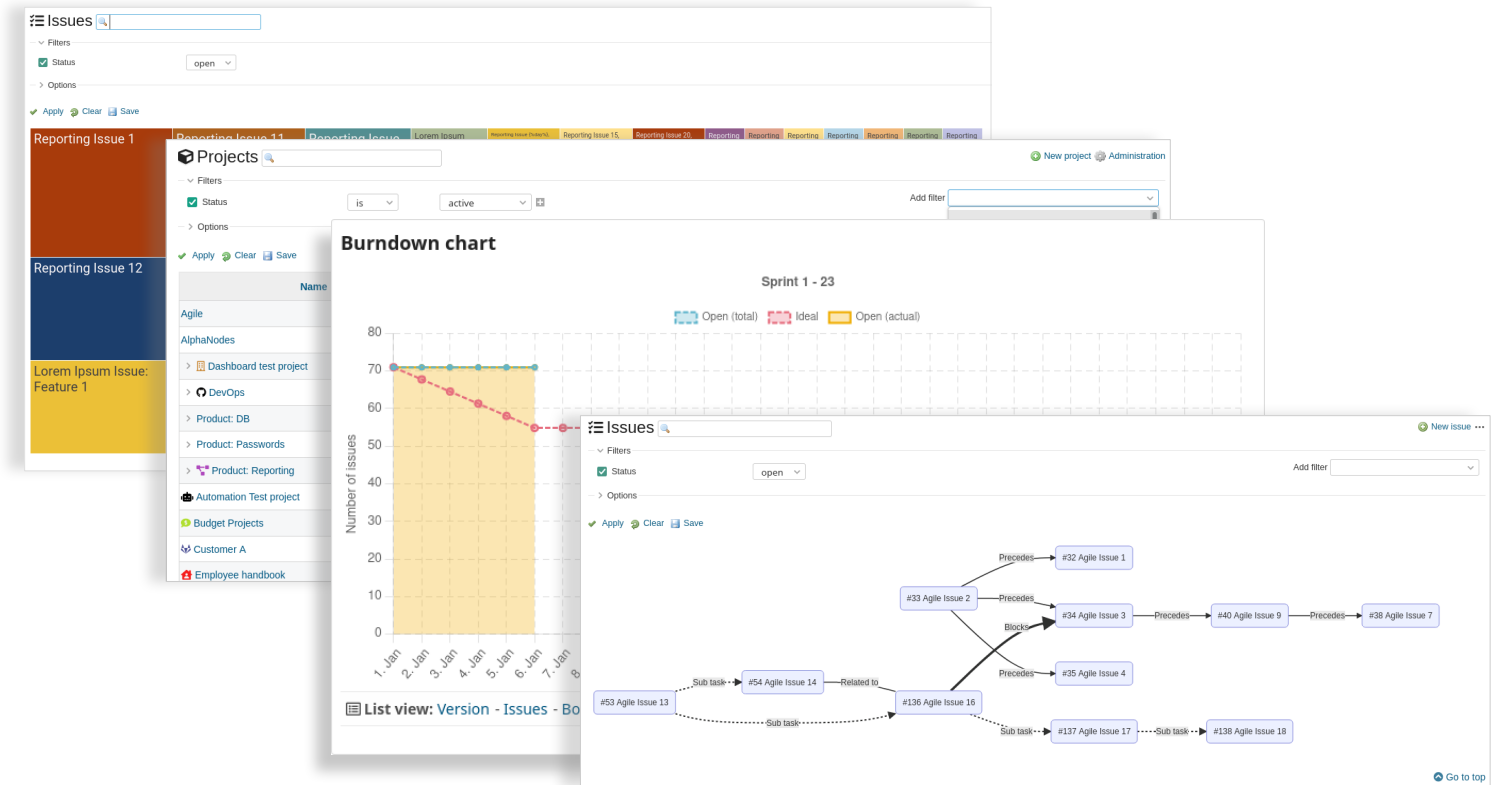 Issues
Filters
Status open
Options
Apply Clear Save
Reporting Issue 1
Reporting Issue 11
Reporting Issue
Lorem Ipsum
Reporting Issue 15,
Reporting Issue 20,
Reporting
Reporting
Reporting
Reporting
Reporting
Reporting
Reporting
Reporting Issue 12
Lorem Ipsum Issue:
Feature 1
Projects
New project Administration
Filters
Status is active
Add filter
Options
Apply Clear Save
Name
Agile
AlphaNodes
Dashboard test project
DevOps
Product: DB
Product: Passwords
Product: Reporting
Automation Test project
Budget Projects
Customer A
Employee handbook
Burndown chart
Sprint 1 - 23
Open (total) Ideal Open (actual)
Number of issues
80
70
60
50
40
30
20
10
0
1. Jan
2. Jan
3. Jan
4. Jan
5. Jan
6. Jan
7. Jan
8
List view: Version - Issues - Bo
Issues
New issue
Filters
Status open
Add filter
Options
Apply Clear Save
Precedes
#32 Agile Issue 1
#33 Agile Issue 2
Precedes
#34 Agile Issue 3
Precedes
#40 Agile Issue 9
Precedes
#38 Agile Issue 7
Blocks
Precedes
#35 Agile Issue 4
#53 Agile Issue 13
Sub task
#54 Agile Issue 14
Related to
#136 Agile Issue 16
Sub task
Sub task
#137 Agile Issue 17
Sub task
#138 Agile Issue 18
Go to top